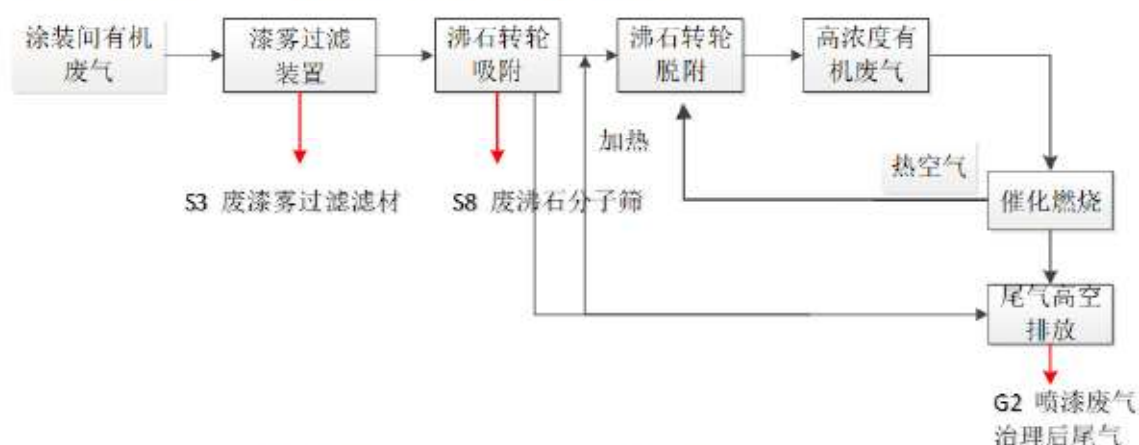 涂装间有机
废气
漆雾过滤
装置
沸石转轮
吸附
沸石转轮
脱附
高浓度有
机废气
加热
热空气
S3 废漆雾过滤滤材
S8 废沸石分子筛
催化燃烧
尾气高空
排放
G2 喷漆废气
治理后尾气